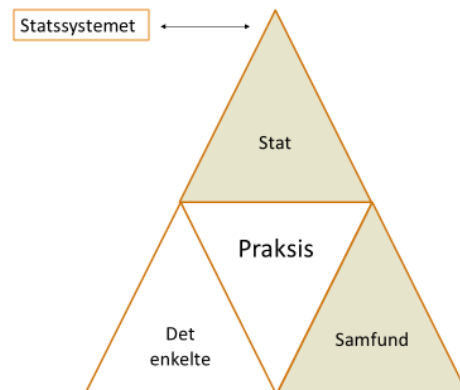 Statssystemet
Stat
Praksis
Det
enkelte
Samfund